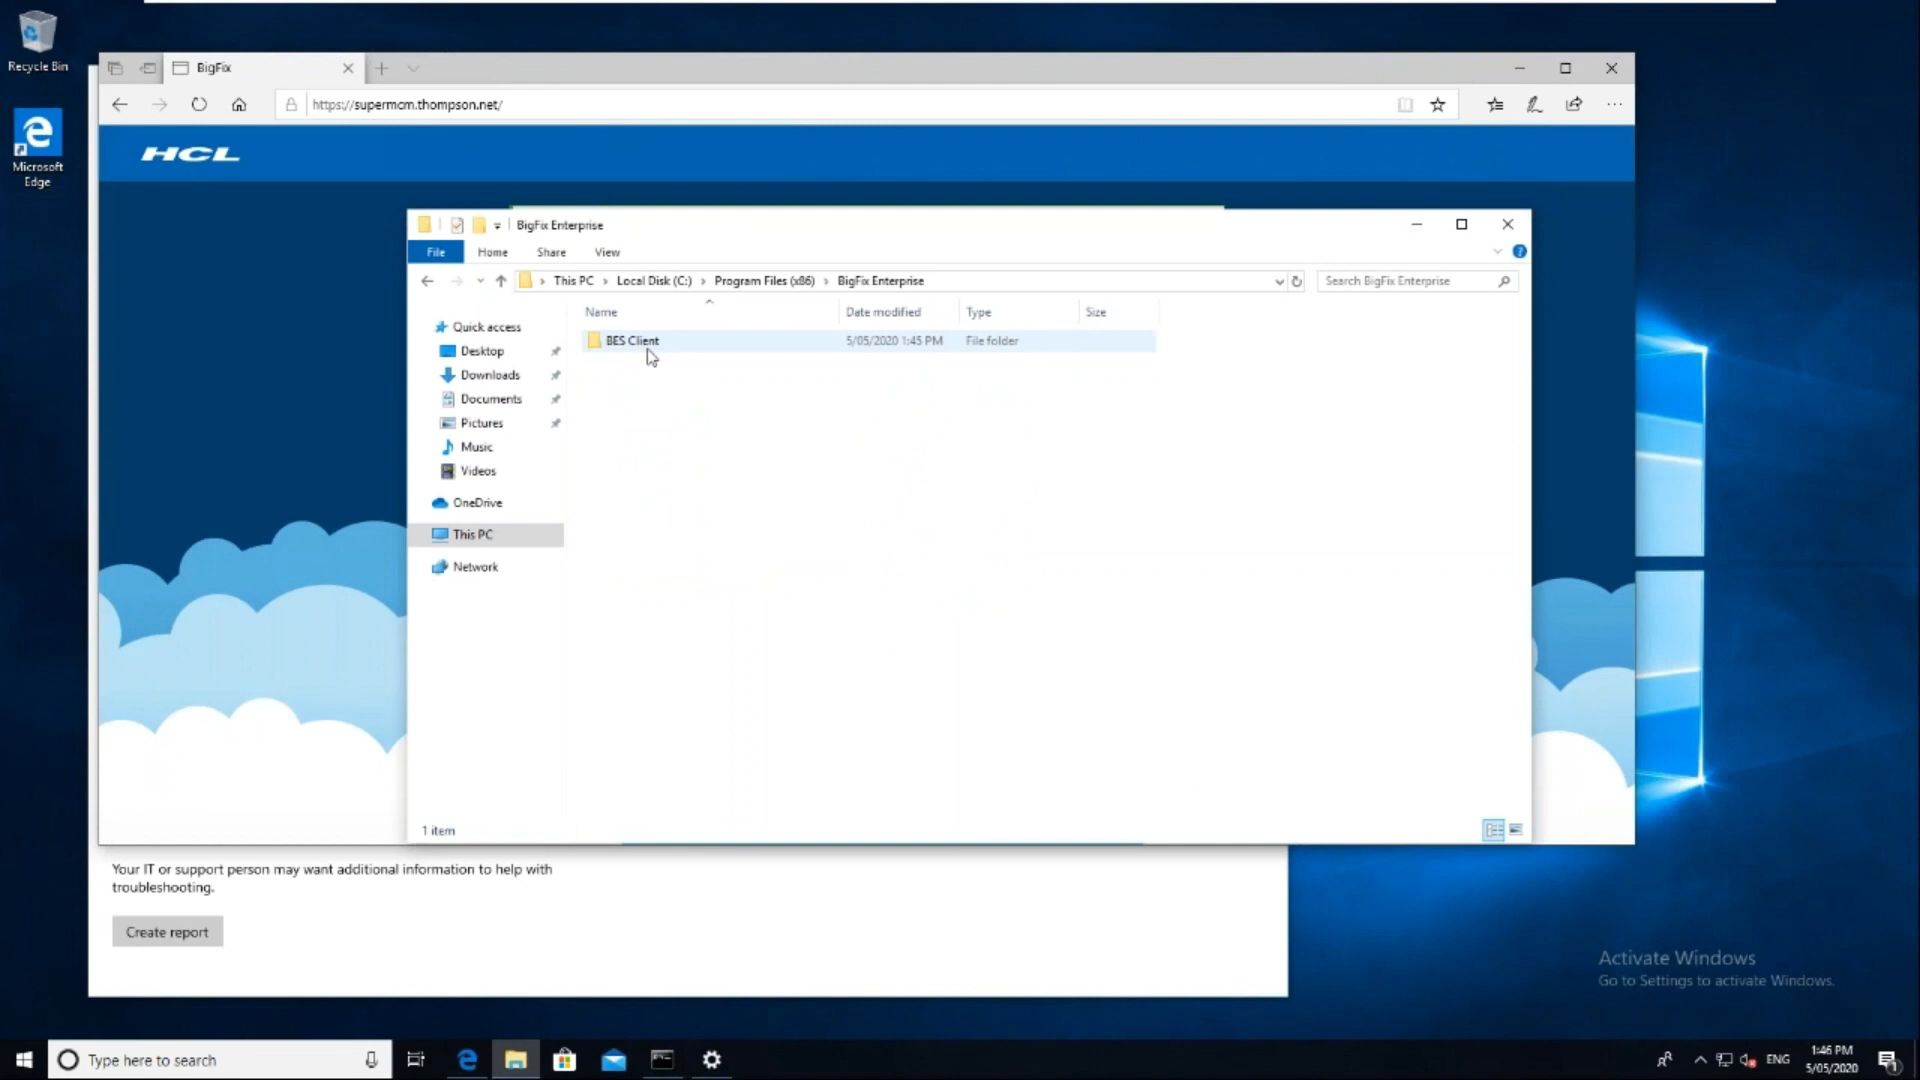 Recycle Bin
Microsoft
Edge
BigFix
https://supermcm.thompson.net/
HCL
BigFix Enterprise
File
Home
Share
View
This PC
Local Disk (C:)
Program Files (x86)
BigFix Enterprise
Search BigFix Enterprise
Name
Date modified
Type
Size
BES Client
5/05/2020 1:45 PM
File folder
Quick access
Desktop
Downloads
Documents
Pictures
Music
Videos
OneDrive
This PC
Network
1 item
Your IT or support person may want additional information to help with
troubleshooting.
Create report
Activate Windows
Go to Settings to activate Windows.
Type here to search
ENG
1:46 PM
5/05/2020
1